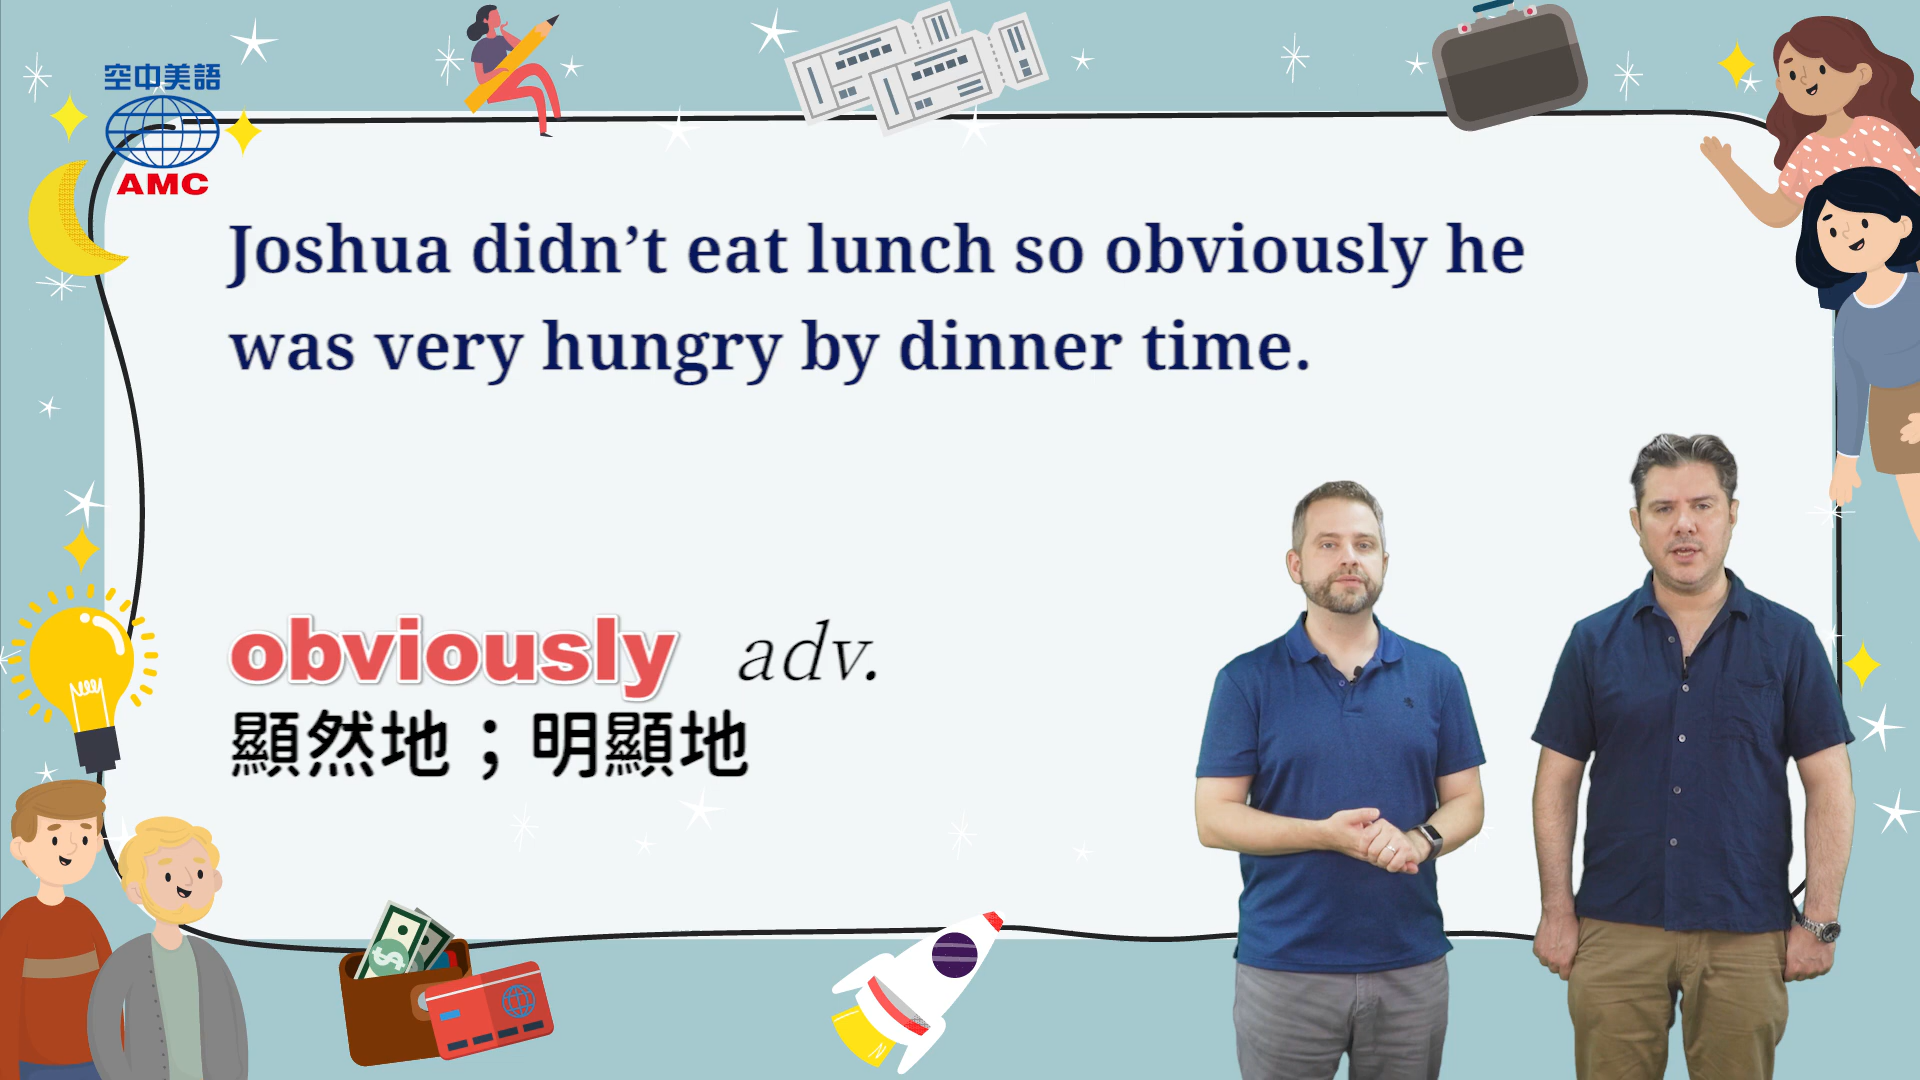 空中美語
AMC
Joshua didn’t eat lunch so obviously he
was very hungry by dinner time.
obviously adv.
顯然地；明顯地